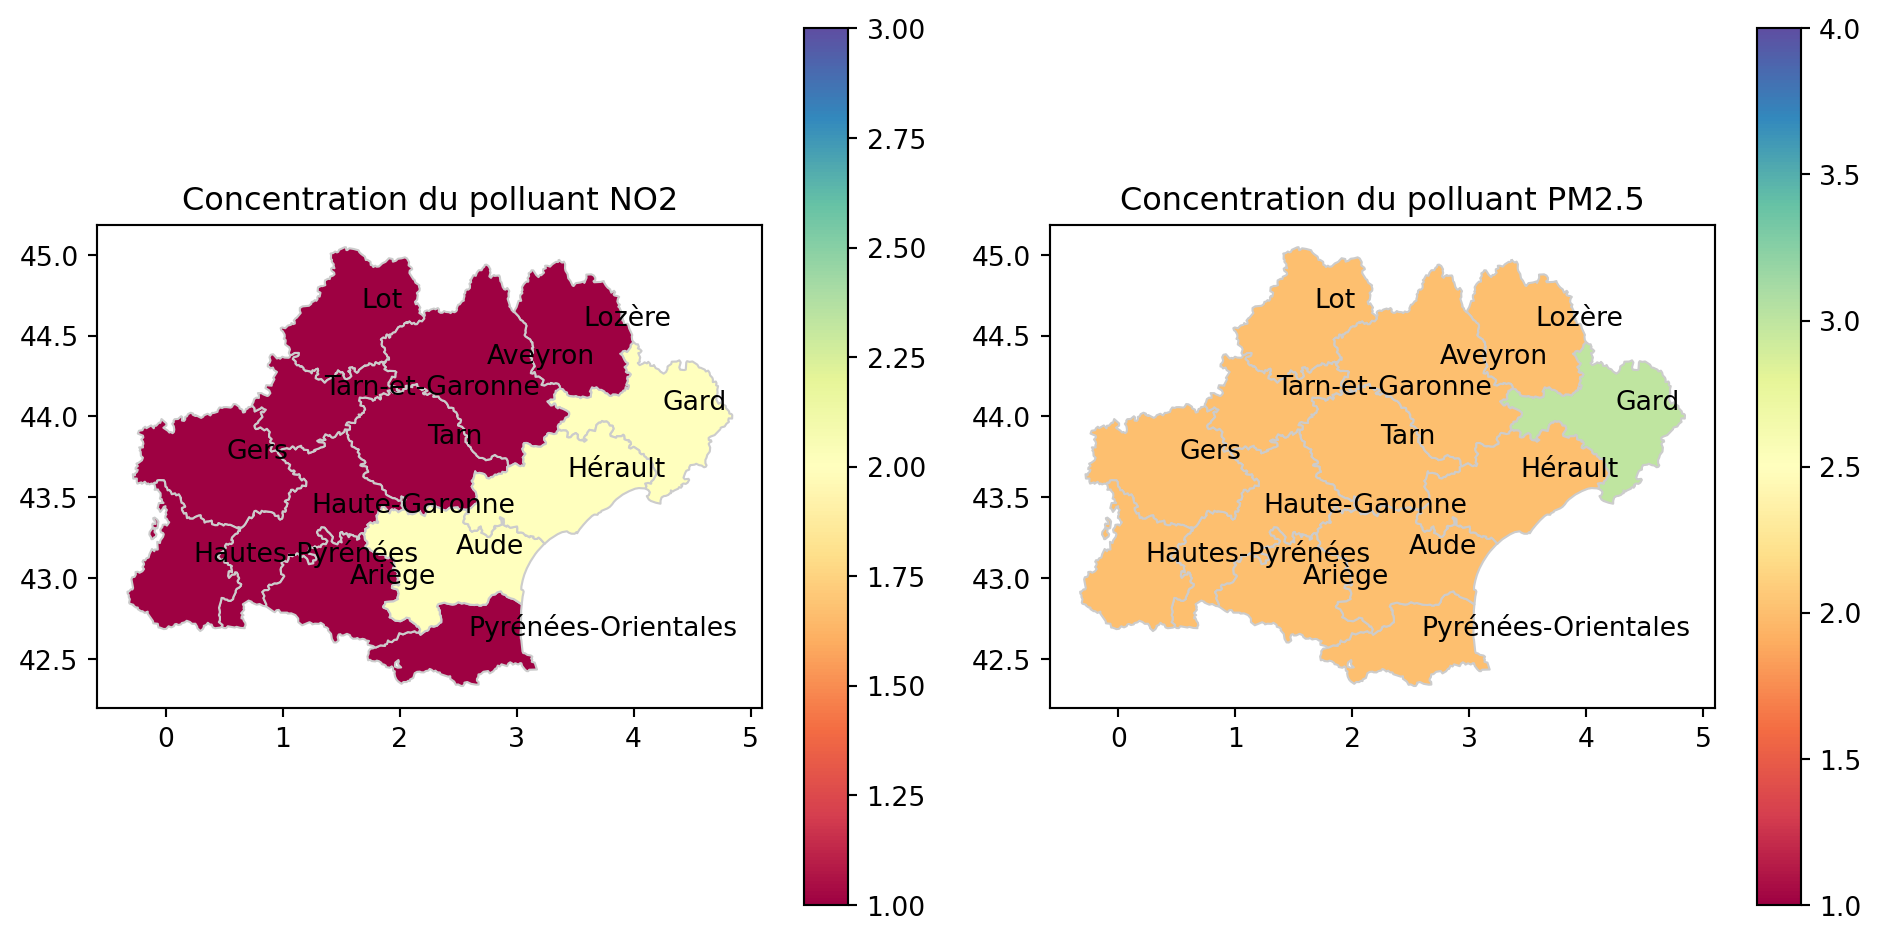 Concentration du polluant NO2
45.0
44.5
44.0
43.5
43.0
42.5
0 1 2 3 4 5
Lot
Lozère
Aveyron
Tarn-et-Garonne
Gard
Tarn
Gers
Hérault
Haute-Garonne
Aude
Hautes-Pyrénées
Ariège
Pyrénées-Orientales
3.00
2.75
2.50
2.25
2.00
1.75
1.50
1.25
1.00
Concentration du polluant PM2.5
45.0
44.5
44.0
43.5
43.0
42.5
0 1 2 3 4 5
Lot
Lozère
Aveyron
Tarn-et-Garonne
Gard
Tarn
Gers
Hérault
Haute-Garonne
Aude
Hautes-Pyrénées
Ariège
Pyrénées-Orientales
4.0
3.5
3.0
2.5
2.0
1.5
1.0